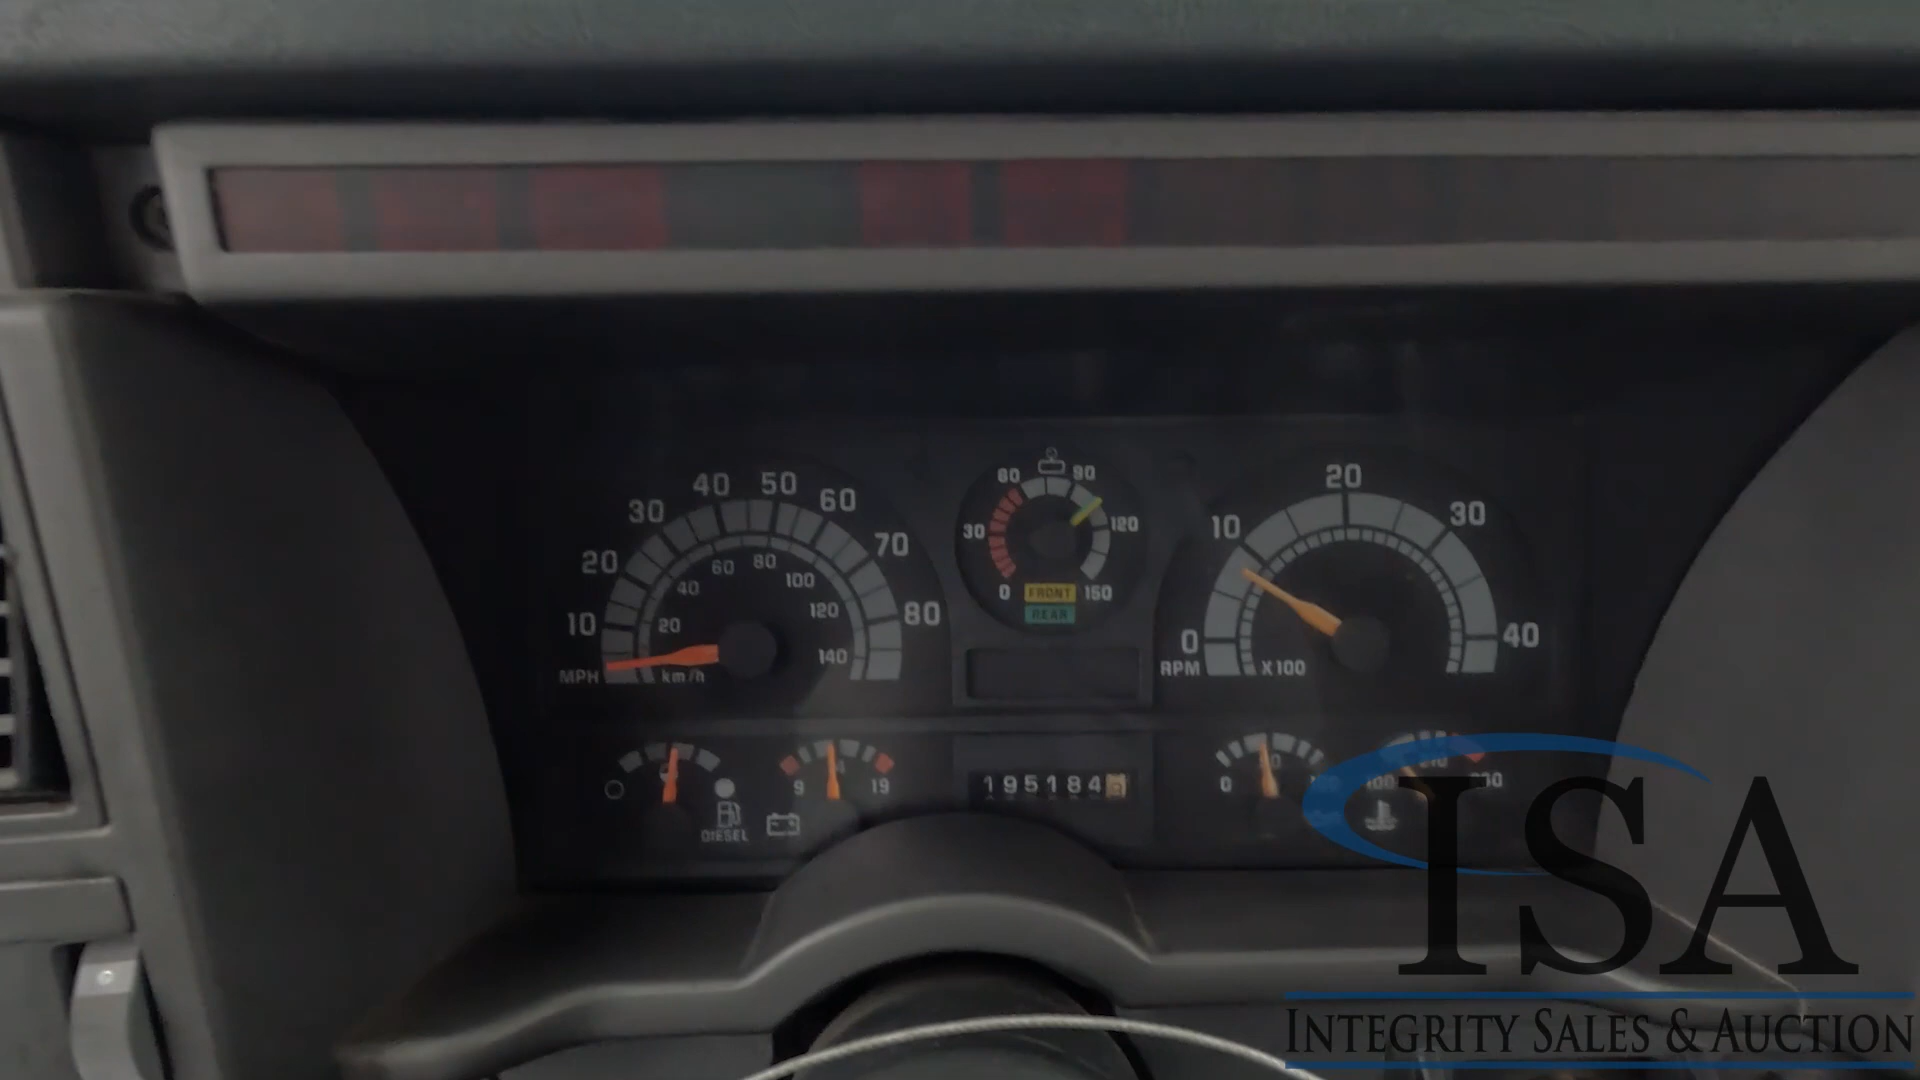 10 20 30 40 50 60 70 80
MPH
20 40 60 80 100 120 140
km/h
0 30 60 90 120 150
FRONT
REAR
0 10 20 30 40
RPM
X100
DIESEL
9 19
195184
0
100
ISA
INTEGRITY SALES & AUCTION